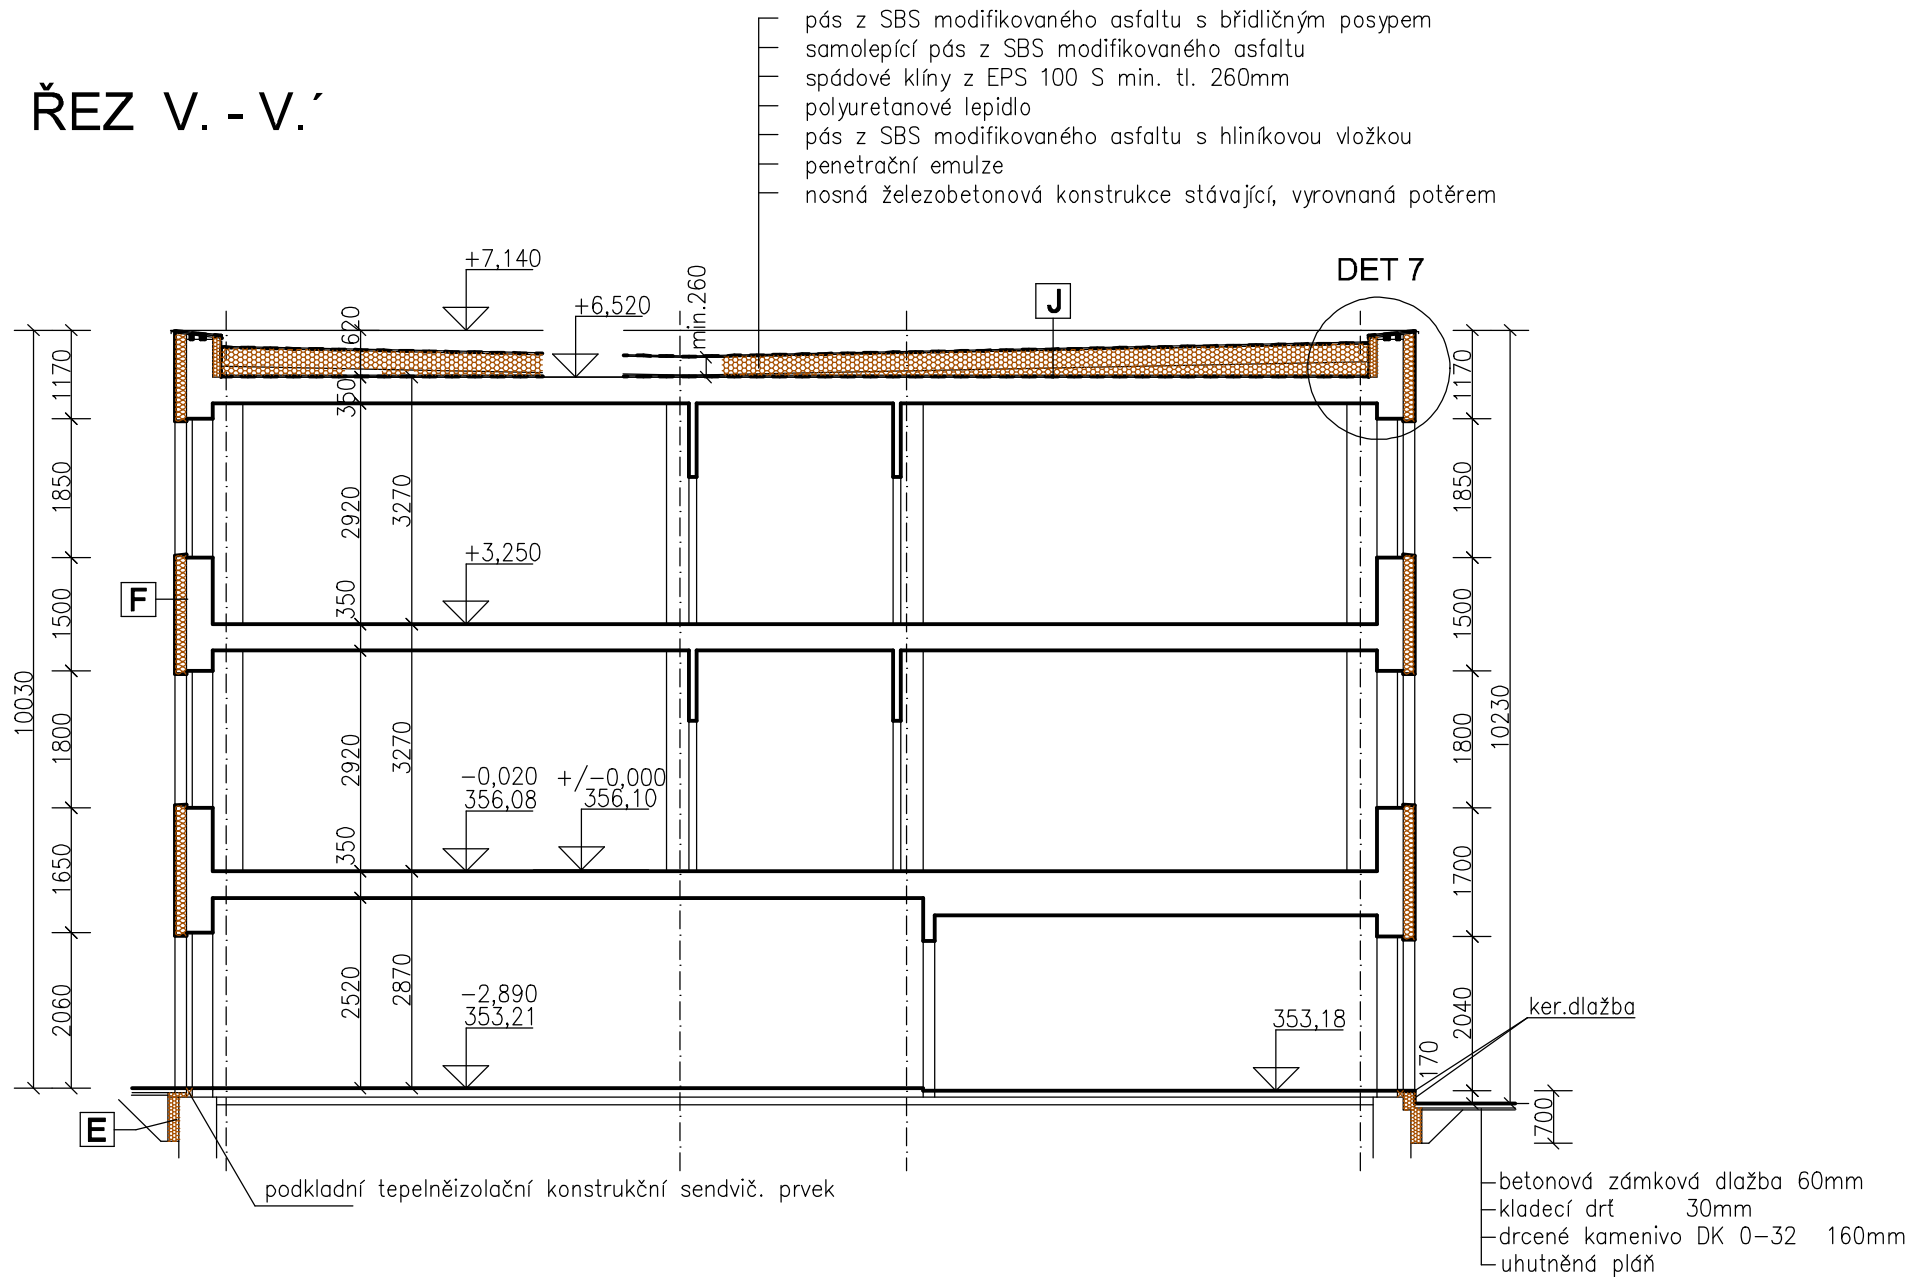 pás z SBS modifikovaného asfaltu s břidličným posypem
samolepící pás z SBS modifikovaného asfaltu
spádové klíny z EPS 100 S min. tl. 260mm
polyuretanové lepidlo
pás z SBS modifikovaného asfaltu s hliníkovou vložkou
penetrační emulze
nosná železobetonová konstrukce stávající, vyrovnaná potěrem
ŘEZ V. - V.´
+7,140
+6,520
min.260
J
DET 7
620
350
2920
350
2920
350
2520
3270
3270
2870
10030
1170
1850
1500
1800
1650
2060
F
+3,250
-0,020
356,08
+/-0,000
356,10
-2,890
353,21
353,18
1170
1850
1500
1800
1700
2040
170
10230
700
ker.dlažba
E
podkladní tepelněizolační konstrukční sendvič. prvek
betonová zámková dlažba 60mm
kladecí drť 30mm
drcené kamenivo DK 0-32 160mm
uhutněná pláň